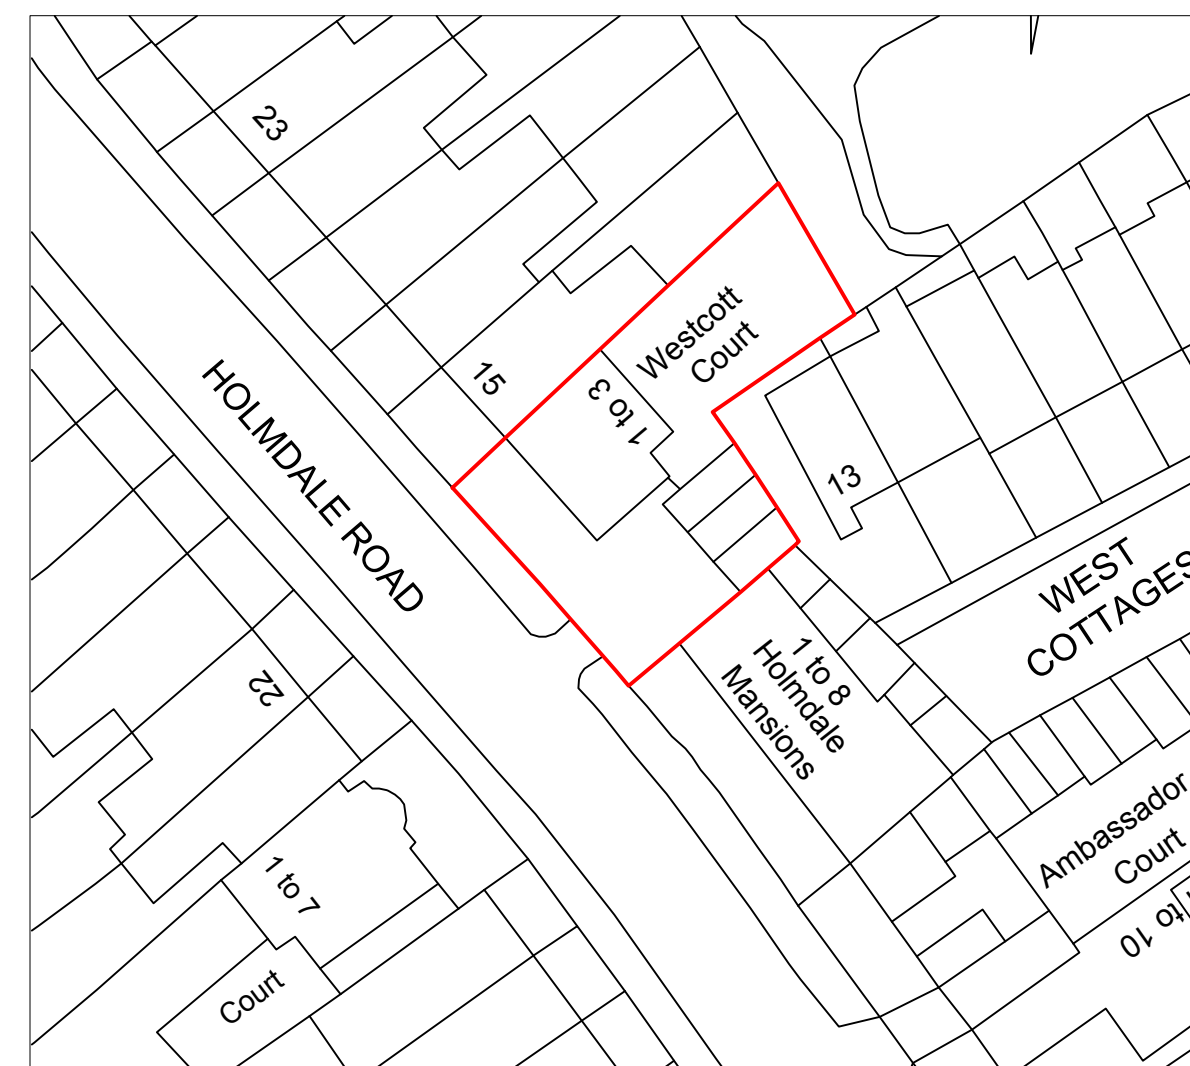 23
HOLMDALE ROAD
15
Westcott
Court
1 to 3
13
WEST
COTTAGES
22
1 to 8
Holmdale
Mansions
1 to 7
Court
Ambassador
Court
to 10